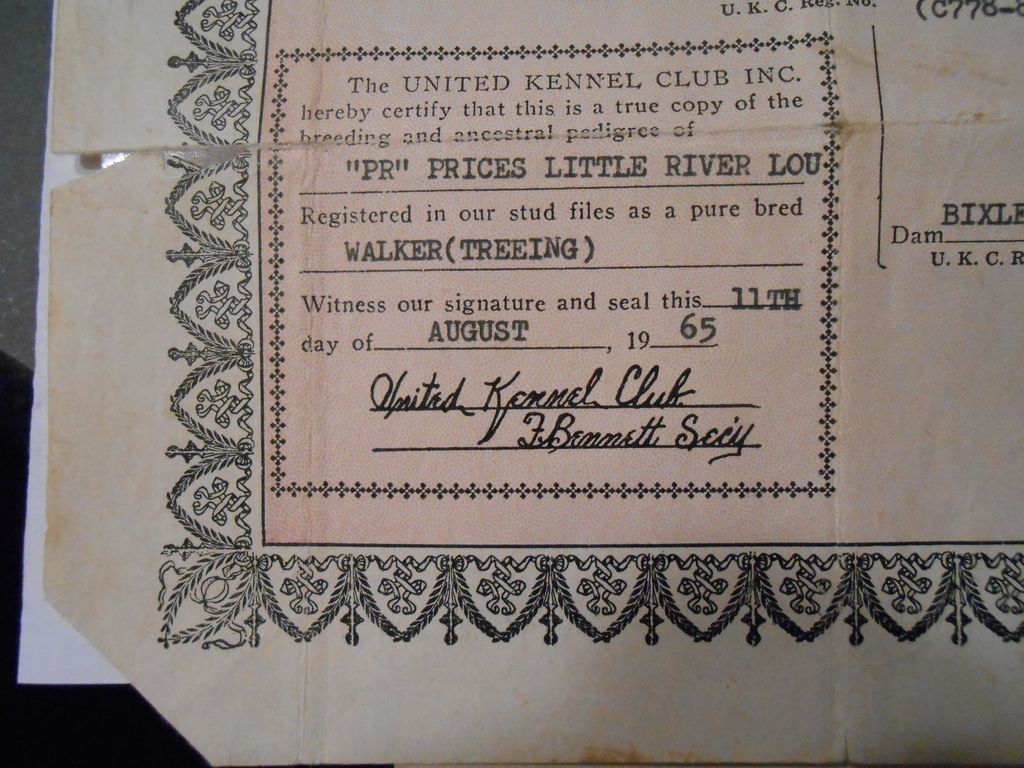 U. K. C. Reg. No. (C778-
The UNITED KENNEL CLUB INC.
hereby certify that this is a true copy of the
breeding and ancestral pedigree of
"PR" PRICES LITTLE RIVER LOU
Registered in our stud files as a pure bred
WALKER(TREEING)
Witness our signature and seal this 11TH
day of AUGUST, 19 65
United Kennel Club
F. Bennett Sec'y
BIXLE
Dam
U. K. C. R